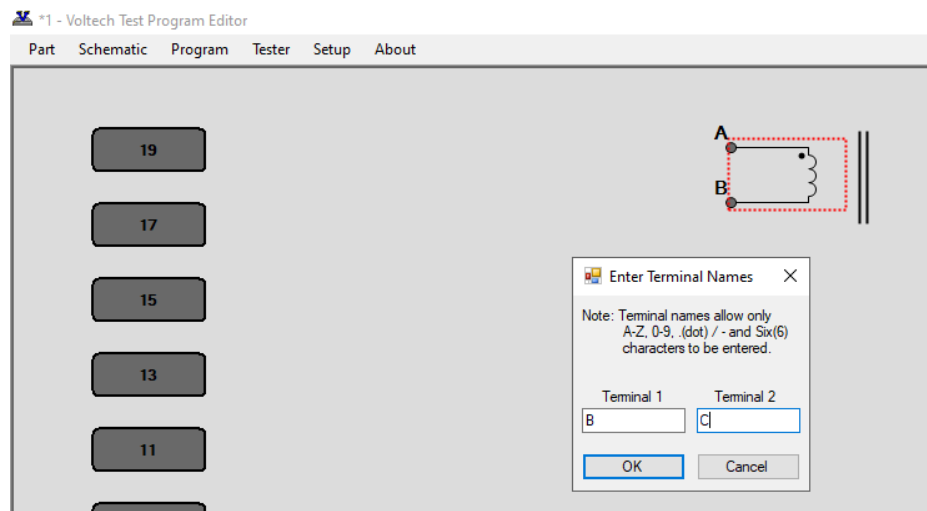 *1 - Voltech Test Program Editor
Part Schematic Program Tester Setup About
19
17
15
13
11
A
B
Enter Terminal Names
Note: Terminal names allow only
A-Z, 0-9, .(dot) / - and Six(6)
characters to be entered.
Terminal 1 Terminal 2
B C
OK Cancel